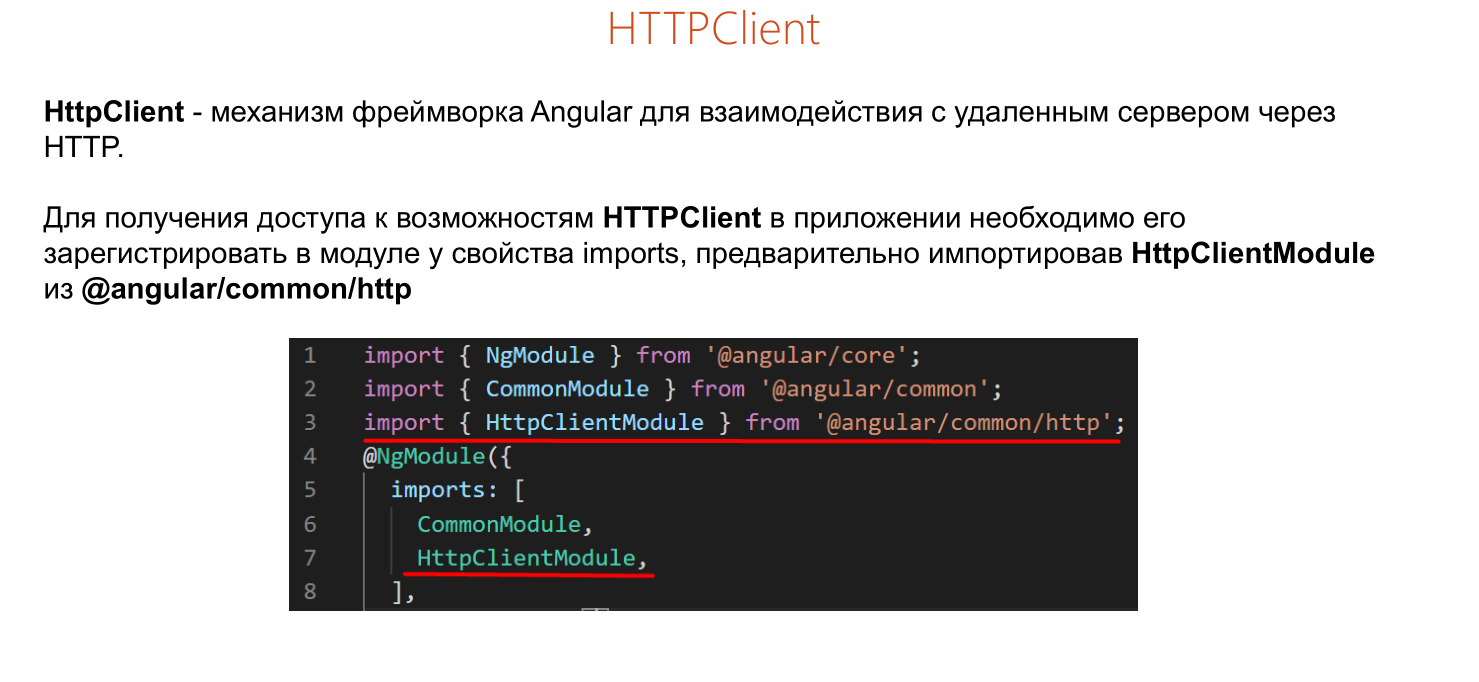 HTTPClient
HttpClient - механизм фреймворка Angular для взаимодействия с удаленным сервером через
HTTP.
Для получения доступа к возможностям HTTPClient в приложении необходимо его
зарегистрировать в модуле у свойства imports, предварительно импортировав HttpClientModule
из @angular/common/http
1 import { NgModule } from '@angular/core';
2 import { CommonModule } from '@angular/common';
3 import { HttpClientModule } from '@angular/common/http';
4 @NgModule({
5 imports: [
6 CommonModule,
7 HttpClientModule,
8 ],